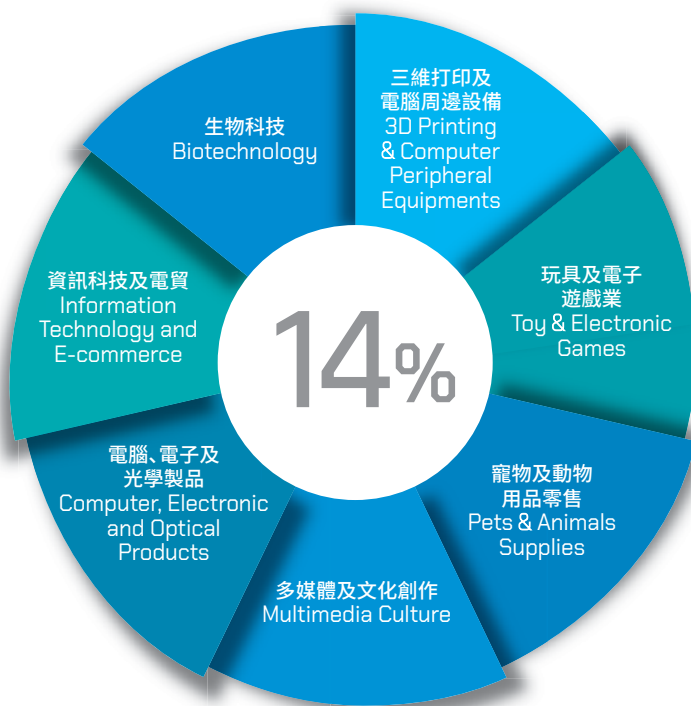 三維打印及
電腦周邊設備
3D Printing
& Computer
Peripheral
Equipments
玩具及電子
遊戲業
Toy & Electronic
Games
寵物及動物
用品零售
Pets & Animals
Supplies
多媒體及文化創作
Multimedia Culture
電腦、電子及
光學製品
Computer, Electronic
and Optical
Products
資訊科技及電貿
Information
Technology and
E-commerce
生物科技
Biotechnology
14%